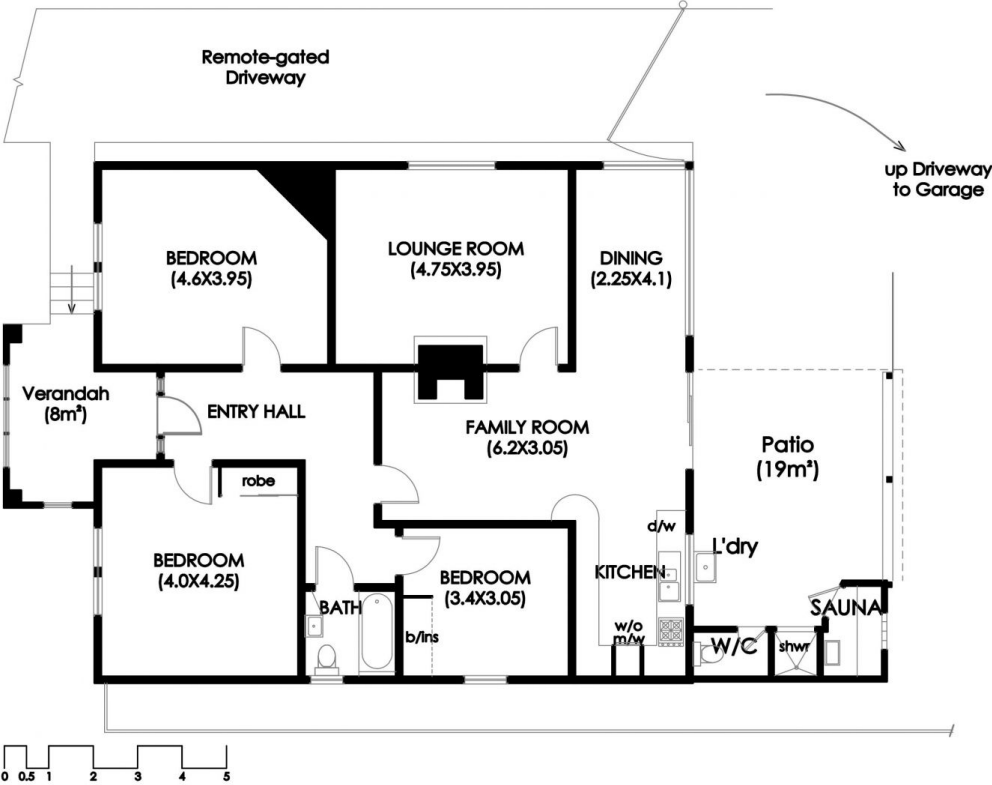 Remote-gated
Driveway
up Driveway
to Garage
BEDROOM
(4.6X3.95)
LOUNGE ROOM
(4.75X3.95)
DINING
(2.25X4.1)
Verandah
(8m²)
ENTRY HALL
FAMILY ROOM
(6.2X3.05)
Patio
(19m²)
robe
d/w
L'dry
BEDROOM
(4.0X4.25)
BEDROOM
(3.4X3.05)
KITCHEN
BATH
SAUNA
b/ins
w/o
m/w
W/C
shwr
0 0.5 1 2 3 4 5